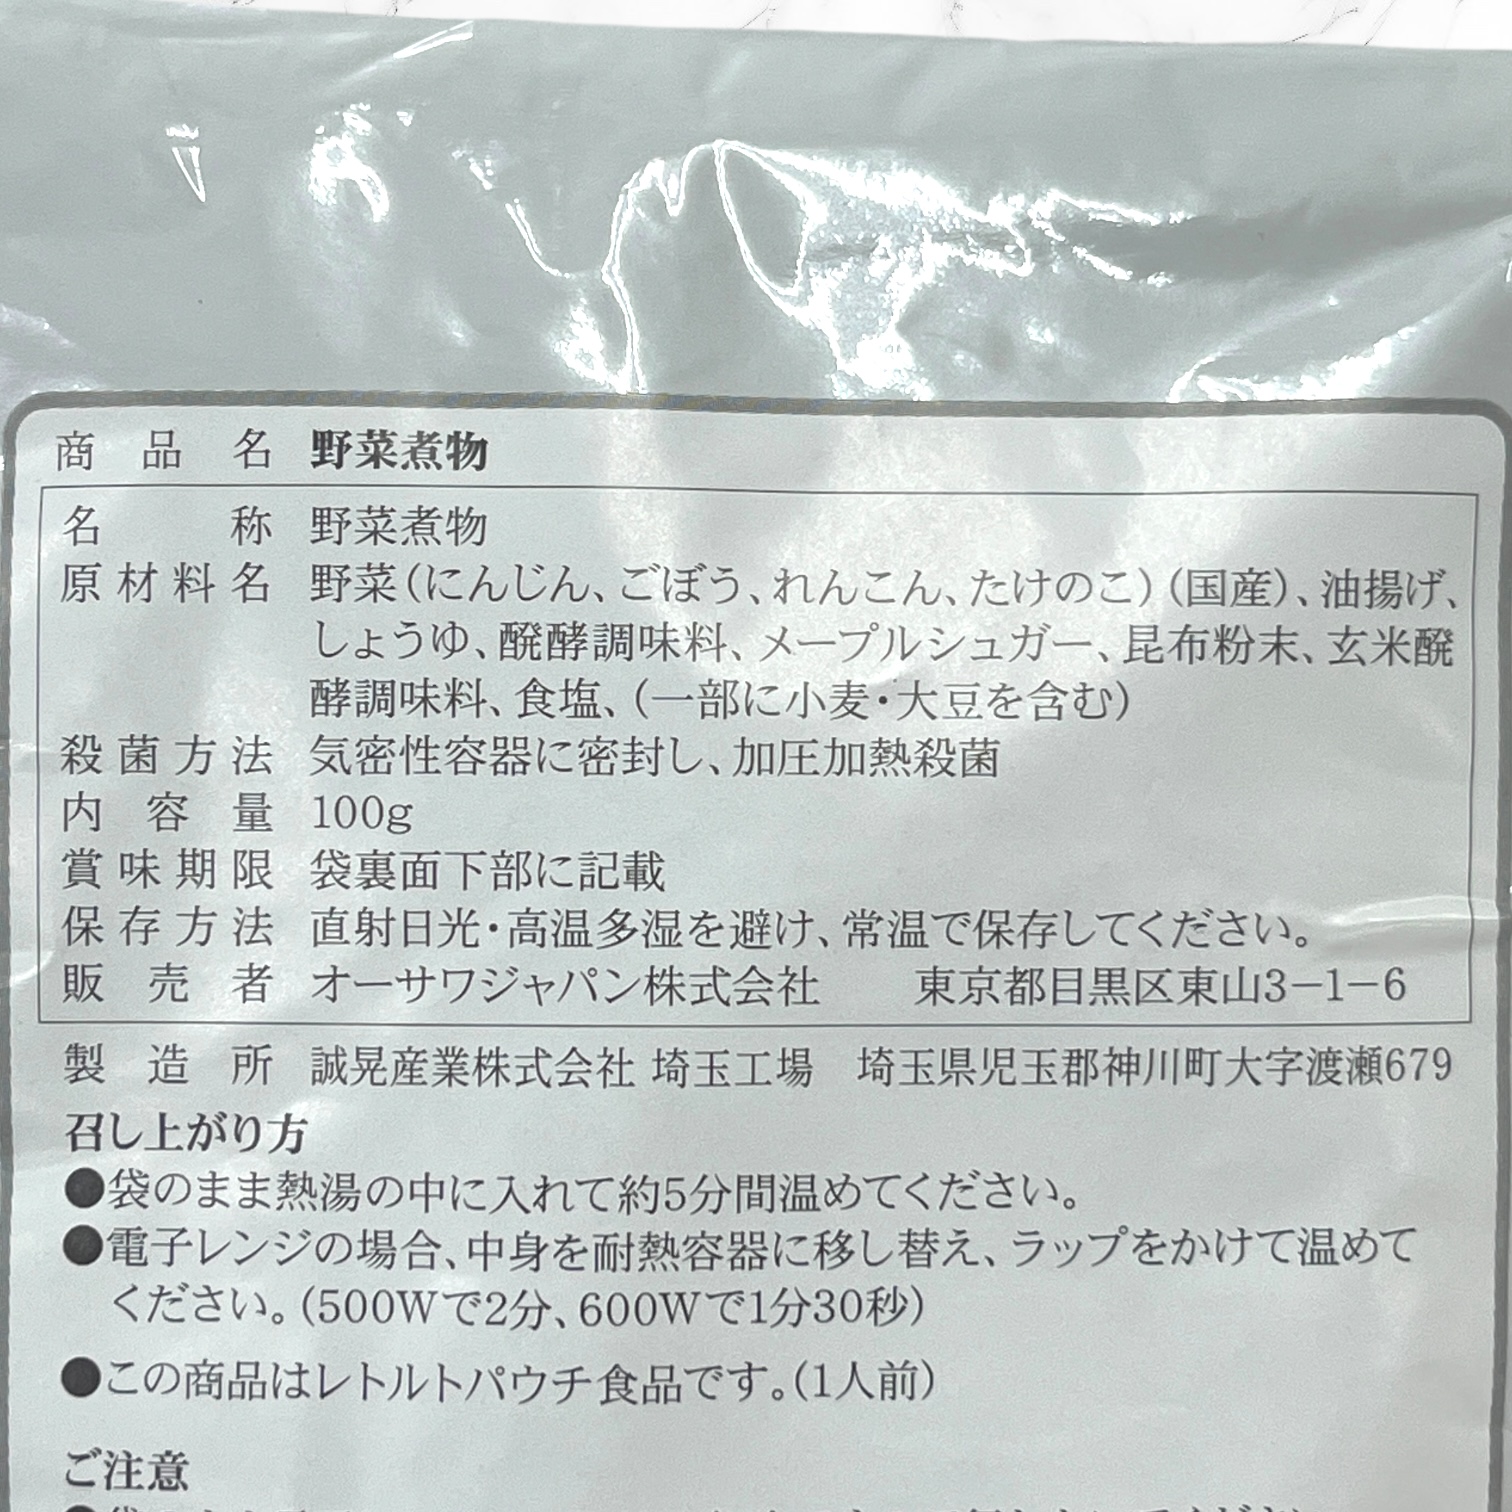 商品名 野菜煮物
名称 野菜煮物
原材料名 野菜(にんじん、ごぼう、れんこん、たけのこ)(国産)、油揚げ、
しょうゆ、醗酵調味料、メープルシュガー、昆布粉末、玄米醗
酵調味料、食塩、(一部に小麦・大豆を含む)
殺菌方法 気密性容器に密封し、加圧加熱殺菌
内容量 100g
賞味期限 袋裏面下部に記載
保存方法 直射日光・高温多湿を避け、常温で保存してください。
販売者 オーサワジャパン株式会社 東京都目黒区東山3-1-6
製造所 誠晃産業株式会社 埼玉工場 埼玉県児玉郡神川町大字渡瀬679
召し上がり方
●袋のまま熱湯の中に入れて約5分間温めてください。
●電子レンジの場合、中身を耐熱容器に移し替え、ラップをかけて温めて
ください。(500Wで2分、600Wで1分30秒)
●この商品はレトルトパウチ食品です。(1人前)
ご注意